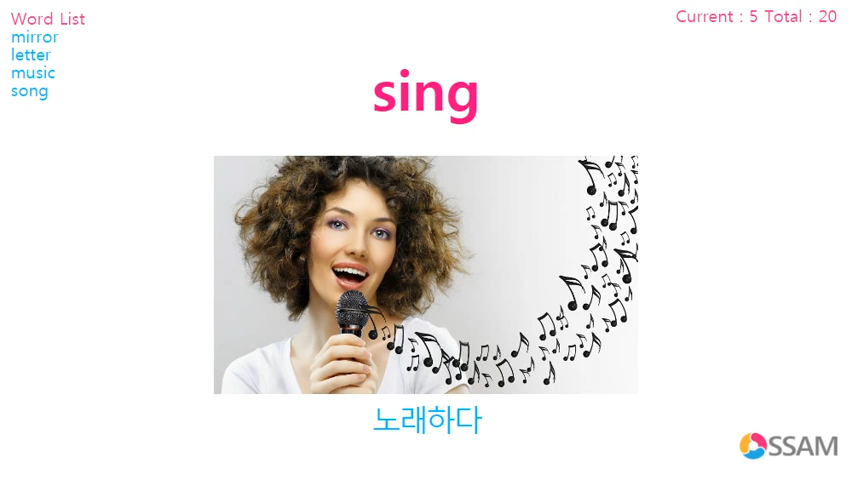 Word List
mirror
letter
music
song
Current : 5 Total : 20
sing
노래하다
SSAM